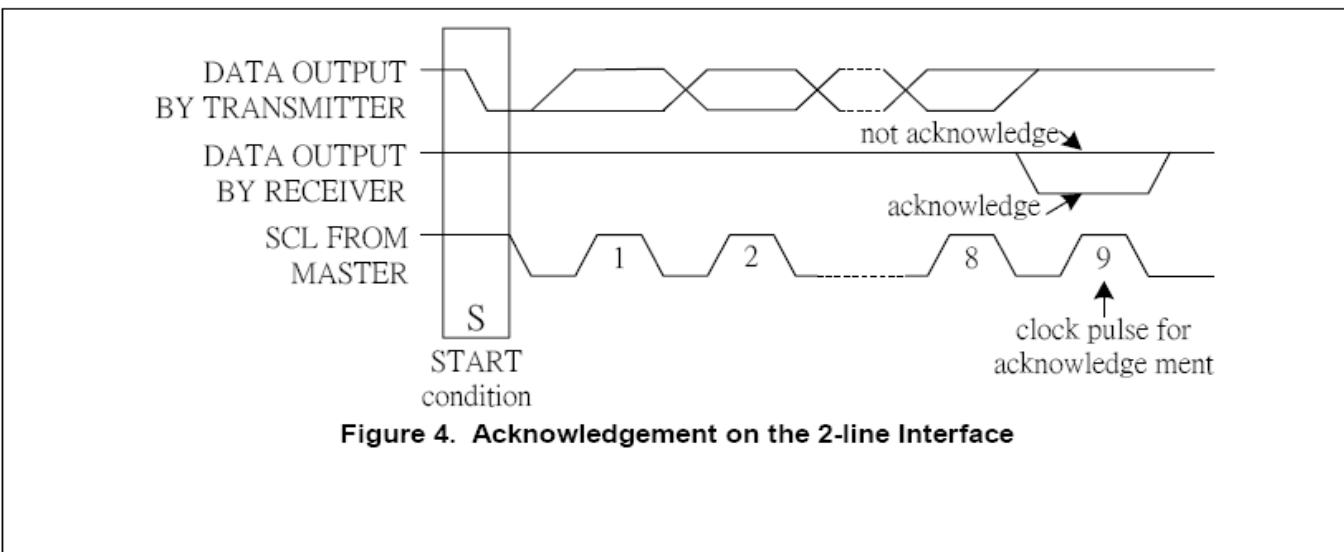 DATA OUTPUT
BY TRANSMITTER
not acknowledge
DATA OUTPUT
BY RECEIVER
acknowledge
SCL FROM
MASTER
1
2
8
9
S
START
condition
clock pulse for
acknowledge ment
Figure 4. Acknowledgement on the 2-line Interface